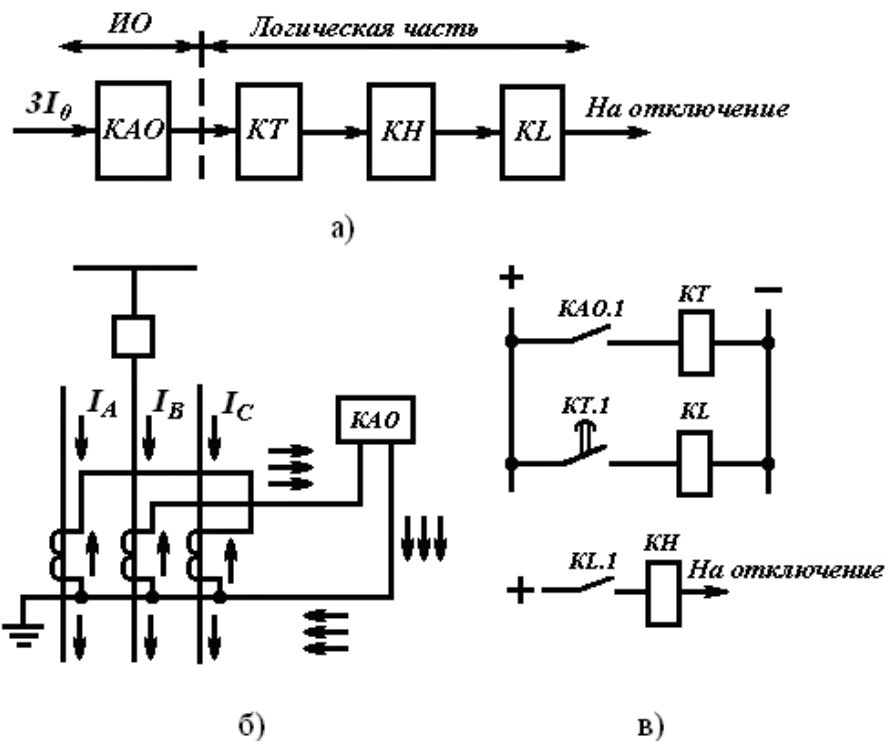 ИО
Логическая часть
3I0
КАО
КТ
КН
KL
На отключение
а)
IA
IB
IC
КАО
б)
+
−
КАО.1
КТ
КТ.1
KL
KL.1
КН
+
На отключение
в)